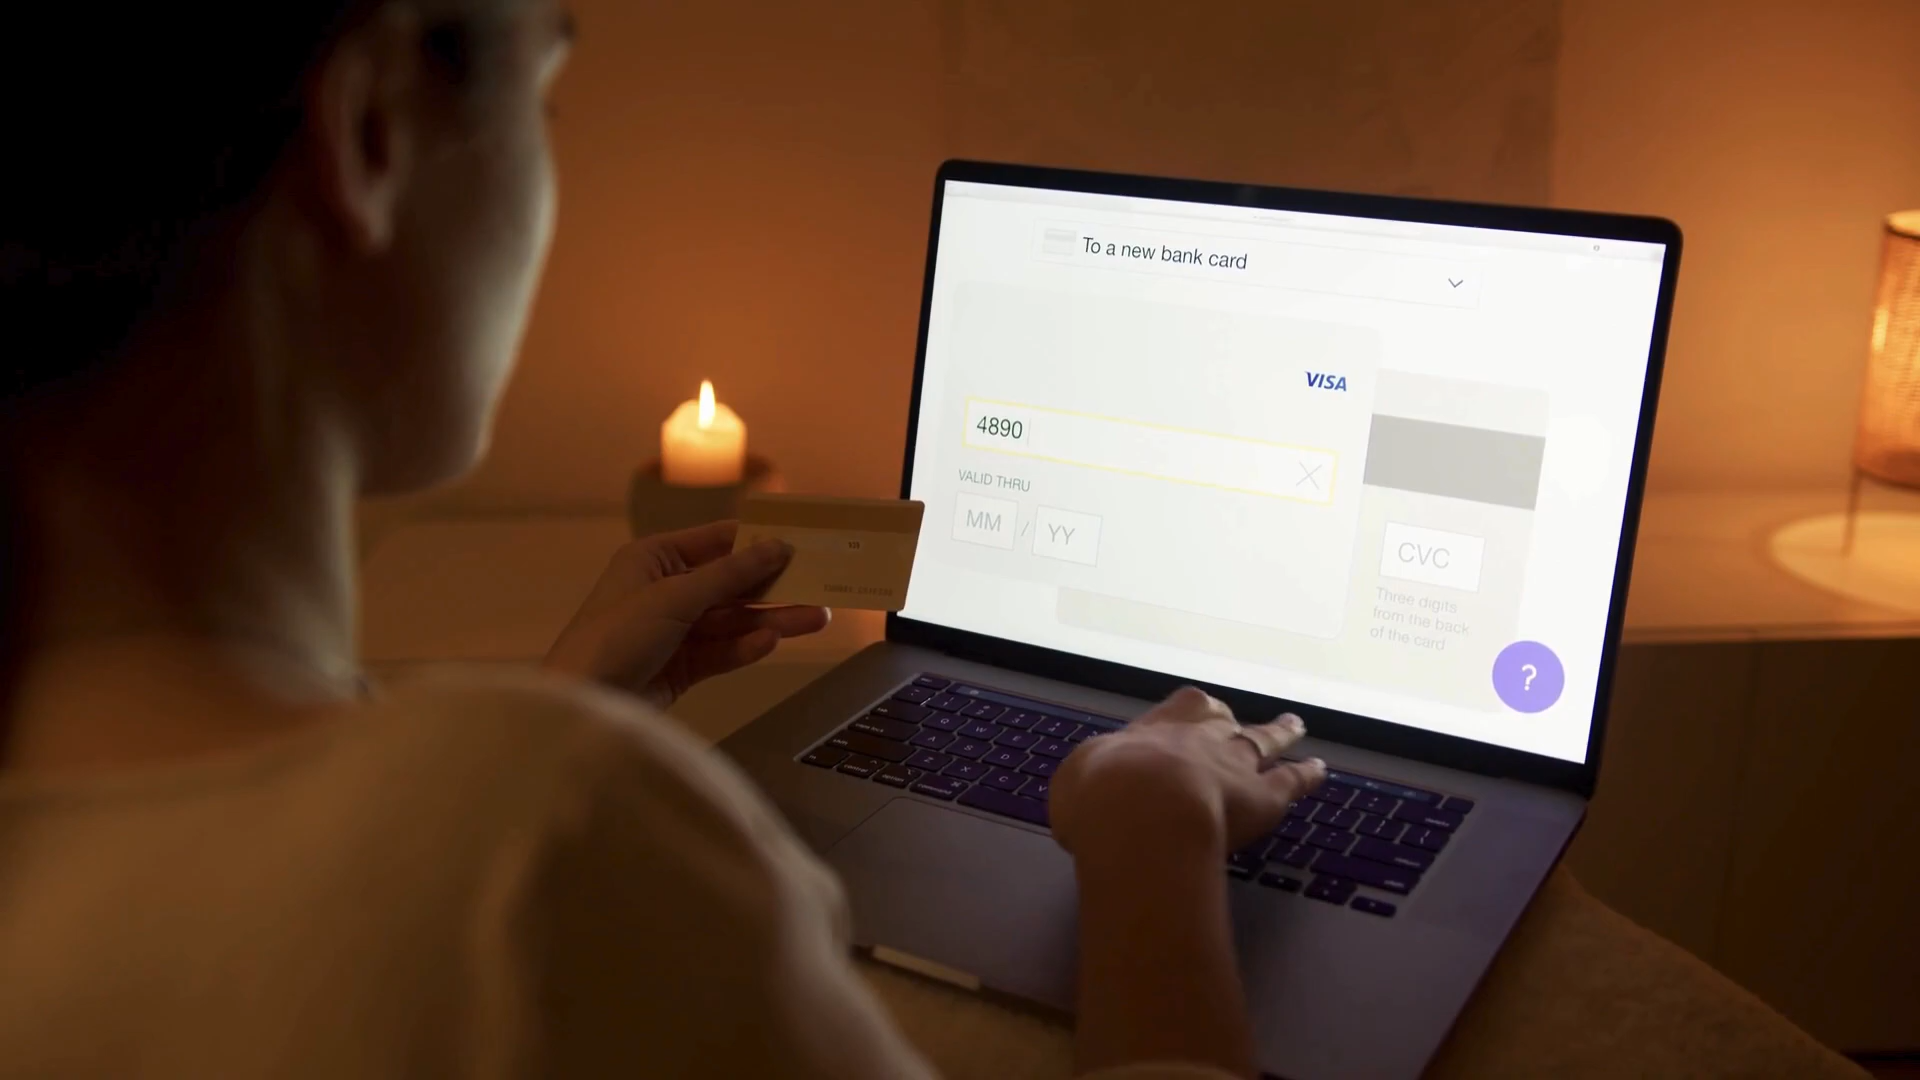 To a new bank card
VISA
4890
VALID THRU
MM / YY
CVC
Three digits
from the back
of the card
?